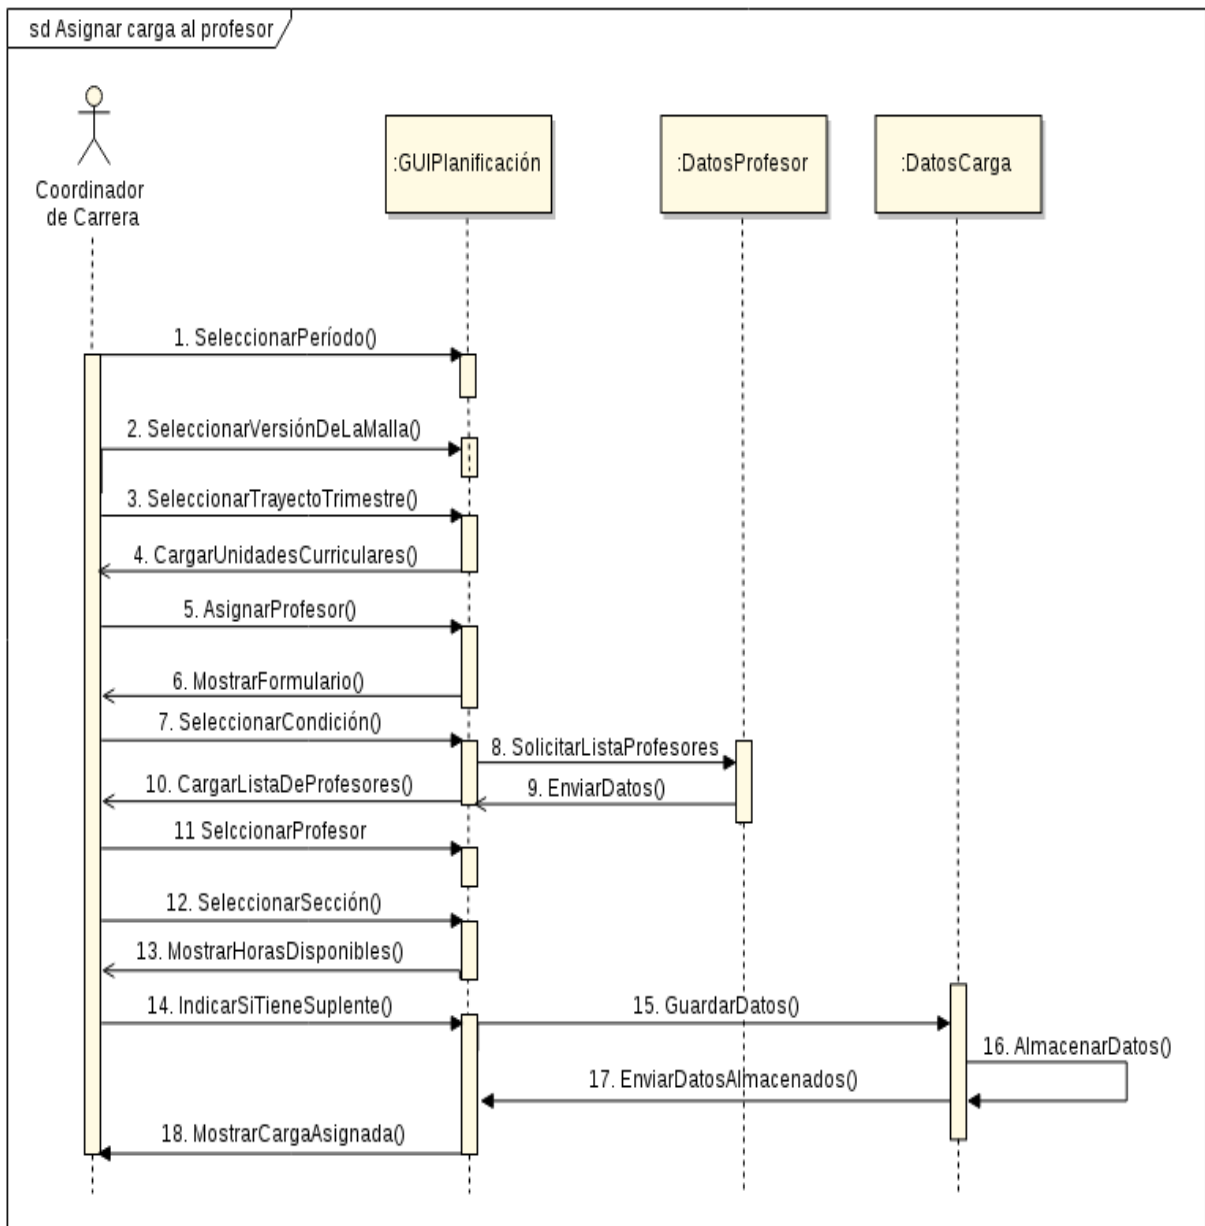 sd Asignar carga al profesor
Coordinador
de Carrera
:GUIPlanificación
:DatosProfesor
:DatosCarga
1. SeleccionarPeríodo()
2. SeleccionarVersiónDeLaMalla()
3. SeleccionarTrayectoTrimestre()
4. CargarUnidadesCurriculares()
5. AsignarProfesor()
6. MostrarFormulario()
7. SeleccionarCondición()
8. SolicitarListaProfesores
9. EnviarDatos()
10. CargarListaDeProfesores()
11 SelccionarProfesor
12. SeleccionarSección()
13. MostrarHorasDisponibles()
14. IndicarSiTieneSuplente()
15. GuardarDatos()
16. AlmacenarDatos()
17. EnviarDatosAlmacenados()
18. MostrarCargaAsignada()